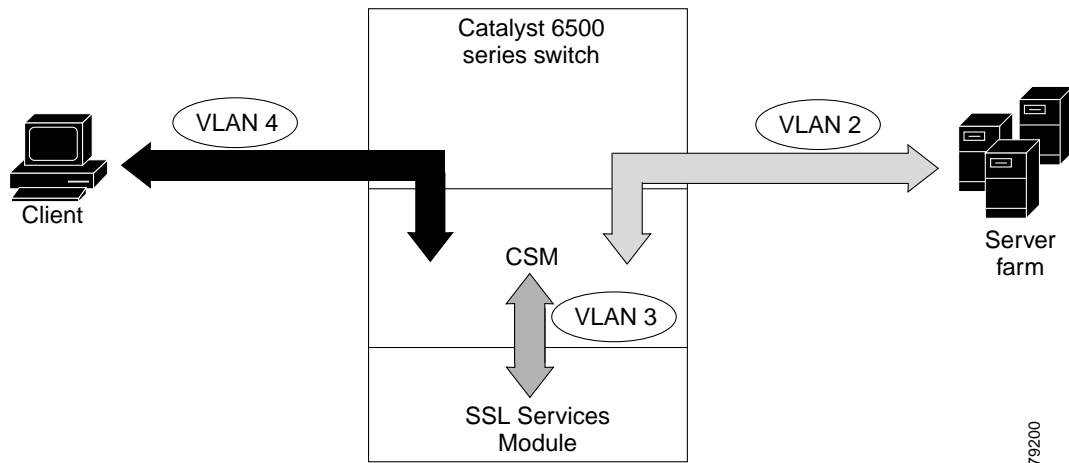 Catalyst 6500
series switch
VLAN 4
VLAN 2
Client
CSM
Server
farm
VLAN 3
SSL Services
Module
79200